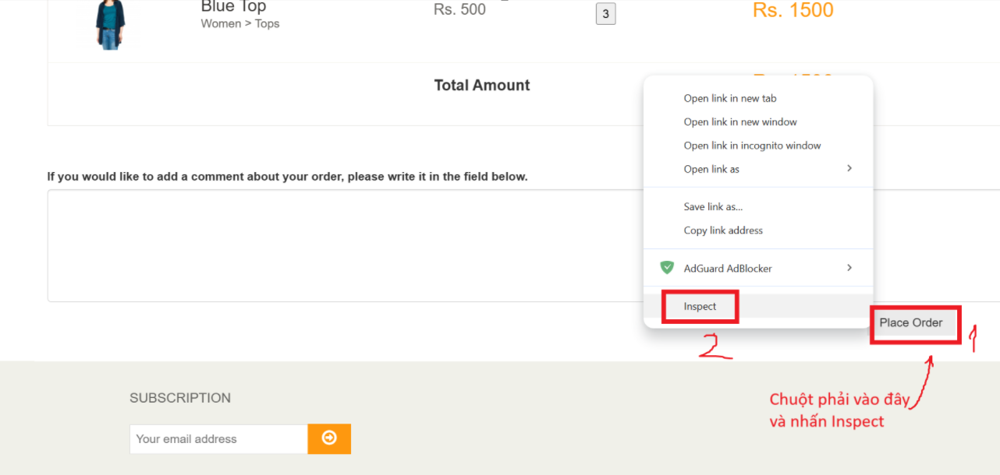 Blue Top
Rs. 500
3
Rs. 1500
Women > Tops
Total Amount
Open link in new tab
Open link in new window
Open link in incognito window
Open link as
Save link as...
Copy link address
AdGuard AdBlocker
Inspect
If you would like to add a comment about your order, please write it in the field below.
Place Order
1
2
Chuột phải vào đây
và nhấn Inspect
SUBSCRIPTION
Your email address